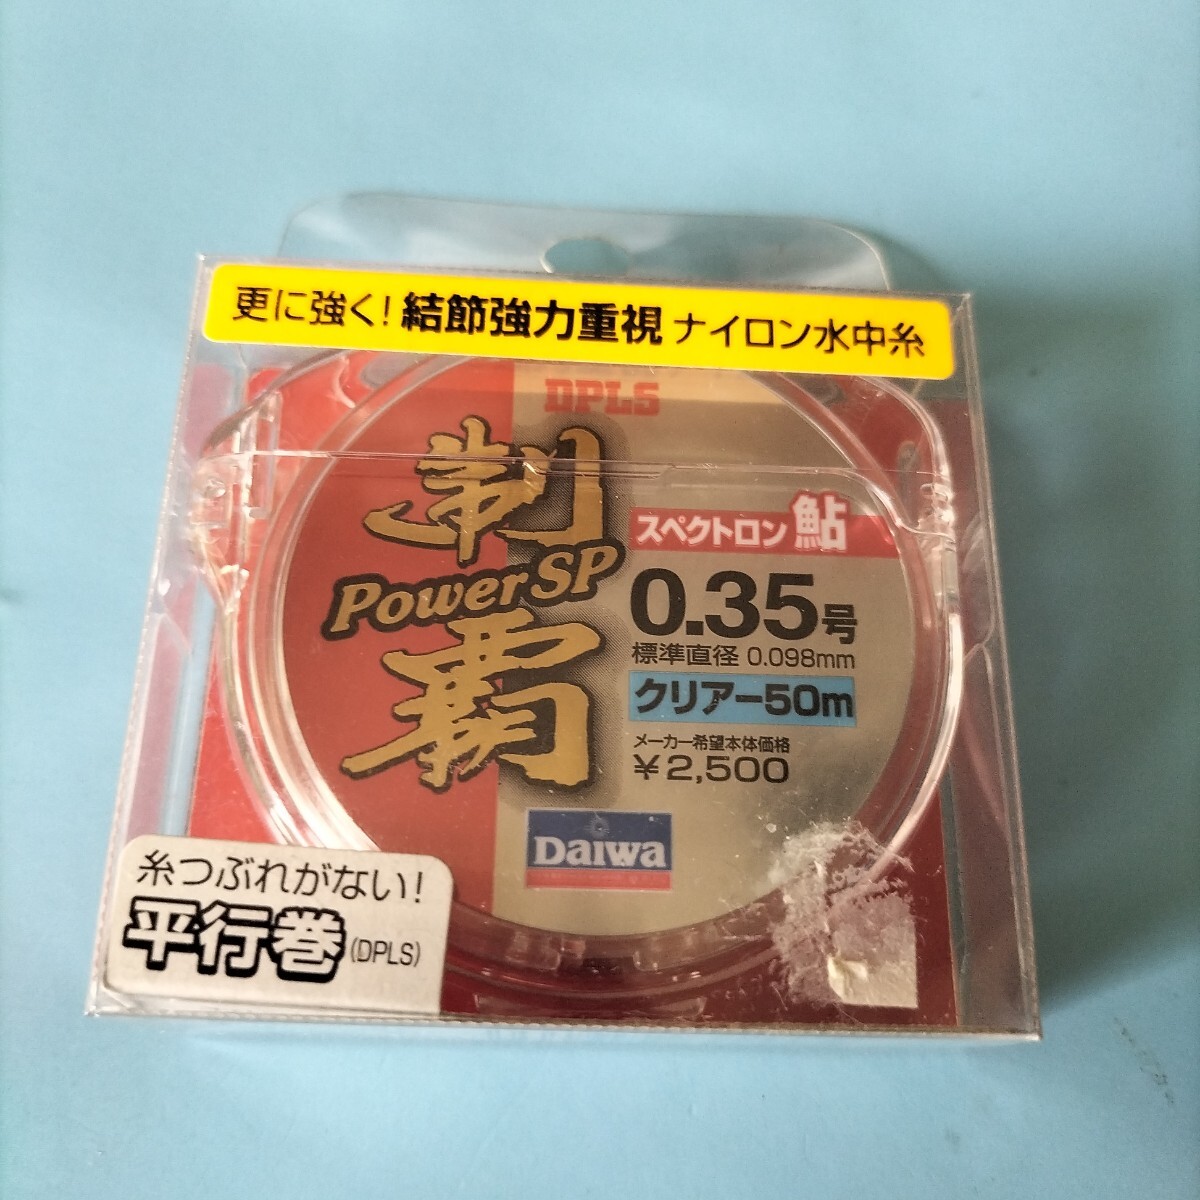 更に強く!結節強力重視 ナイロン水中糸
DPLS
制覇
PowerSP
スペクトロン 鮎
0.35号
標準直径 0.098mm
クリアー50m
メーカー希望本体価格
¥2,500
Daiwa
糸つぶれがない!
平行巻(DPLS)